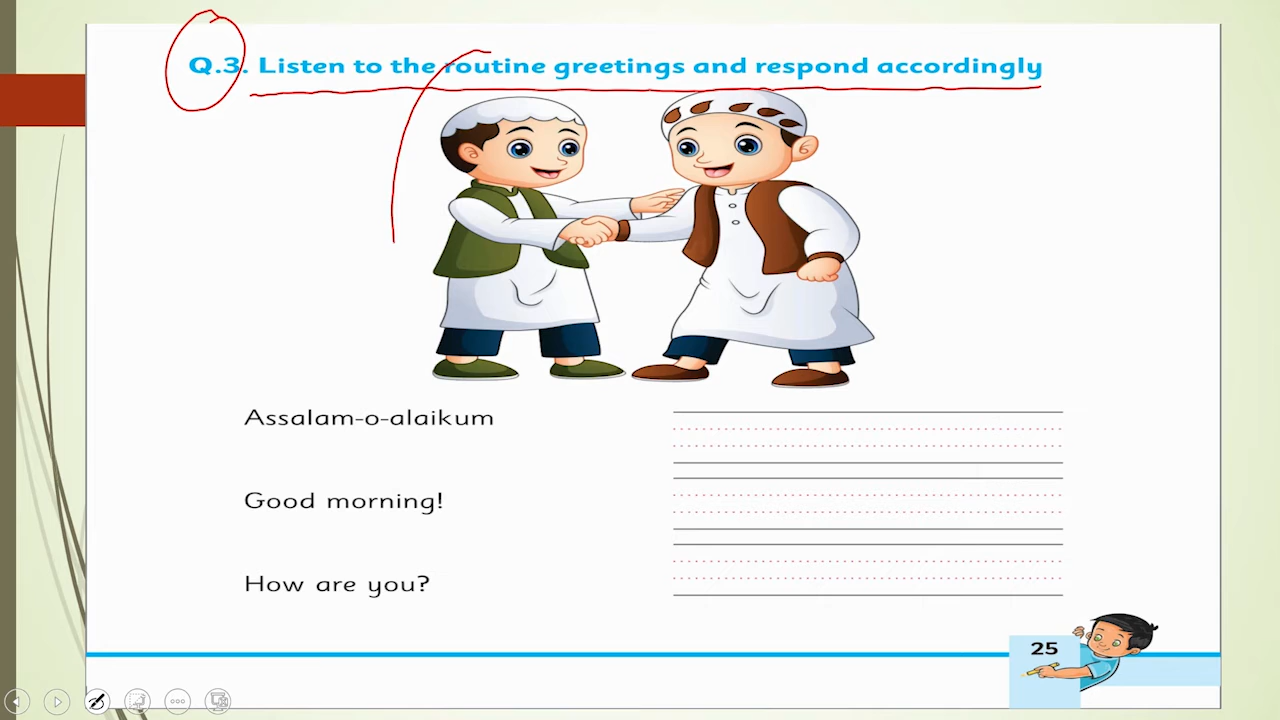 Q.3. Listen to the routine greetings and respond accordingly
Assalam-o-alaikum
Good morning!
How are you?
25